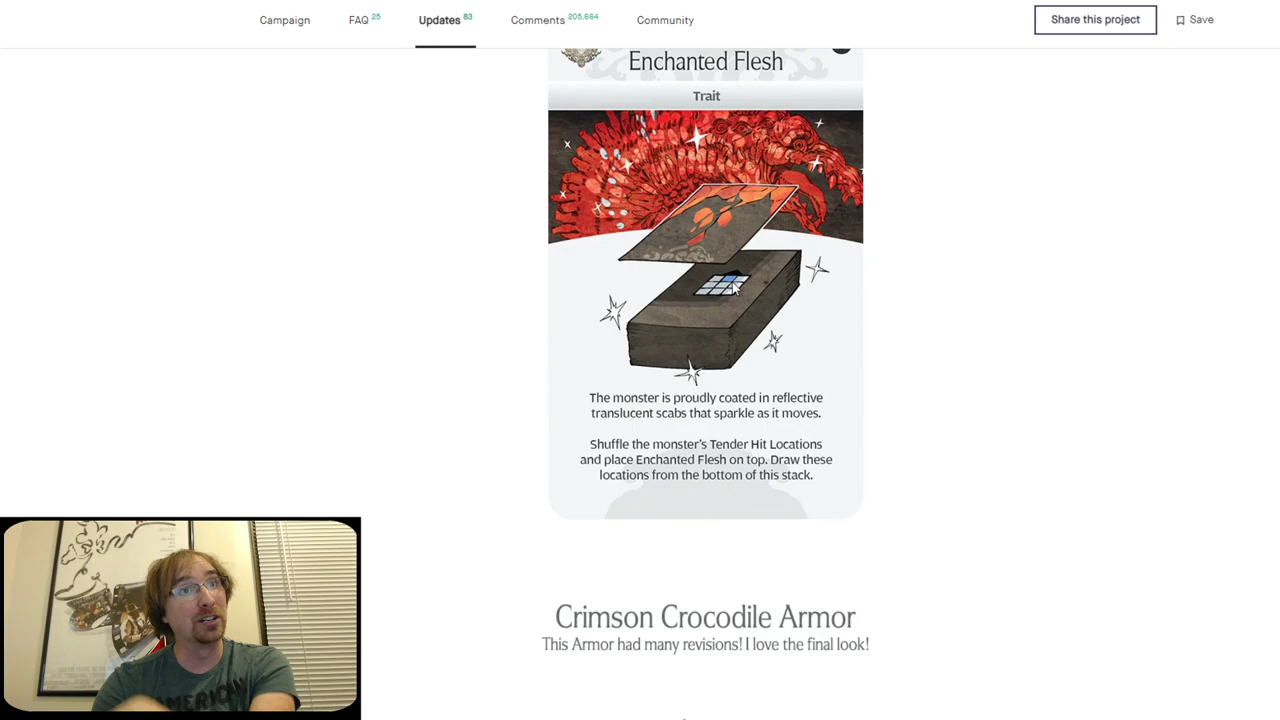 Campaign FAQ 25 Updates 83 Comments 205,664 Community Share this project Save
Enchanted Flesh
Trait
The monster is proudly coated in reflective
translucent scabs that sparkle as it moves.
Shuffle the monster's Tender Hit Locations
and place Enchanted Flesh on top. Draw these
locations from the bottom of this stack.
Crimson Crocodile Armor
This Armor had many revisions! I love the final look!
AMERICAN